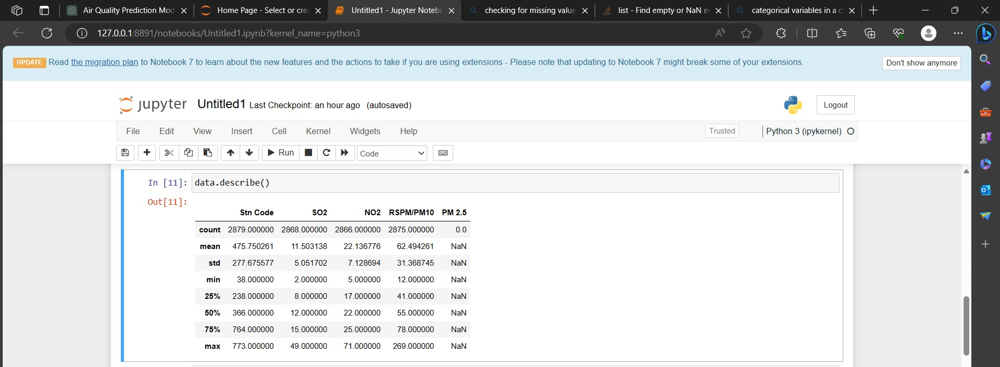 Air Quality Prediction Mod
Home Page - Select or crea
Untitled1 - Jupyter Notebo
checking for missing value
list - Find empty or NaN e
categorical variables in a c
127.0.0.1:8891/notebooks/Untitled1.ipynb?kernel_name=python3
UPDATE Read the migration plan to Notebook 7 to learn about the new features and the actions to take if you are using extensions - Please note that updating to Notebook 7 might break some of your extensions.
Don't show anymore
jupyter Untitled1 Last Checkpoint: an hour ago (autosaved)
Logout
File Edit View Insert Cell Kernel Widgets Help
Trusted Python 3 (ipykernel)
Run Code
In [11]: data.describe()
Out[11]:
Stn Code SO2 NO2 RSPM/PM10 PM 2.5
count 2879.000000 2868.000000 2866.000000 2875.000000 0.0
mean 475.750261 11.503138 22.136776 62.494261 NaN
std 277.675577 5.051702 7.128694 31.368745 NaN
min 38.000000 2.000000 5.000000 12.000000 NaN
25% 238.000000 8.000000 17.000000 41.000000 NaN
50% 366.000000 12.000000 22.000000 55.000000 NaN
75% 764.000000 15.000000 25.000000 78.000000 NaN
max 773.000000 49.000000 71.000000 269.000000 NaN